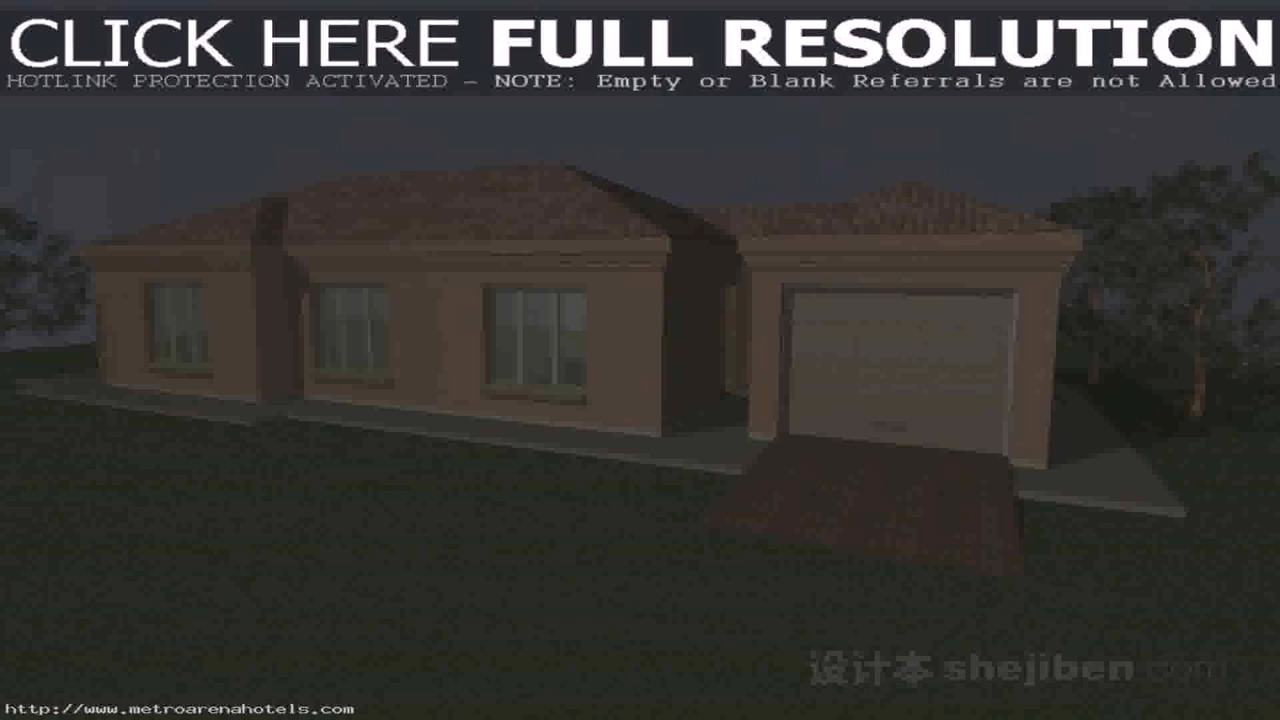 CLICK HERE FULL RESOLUTION
HOTLINK PROTECTION ACTIVATED – NOTE: Empty or Blank Referrals are not Allowed
设计本 shejiben.com
http://www.metroarenahotels.com